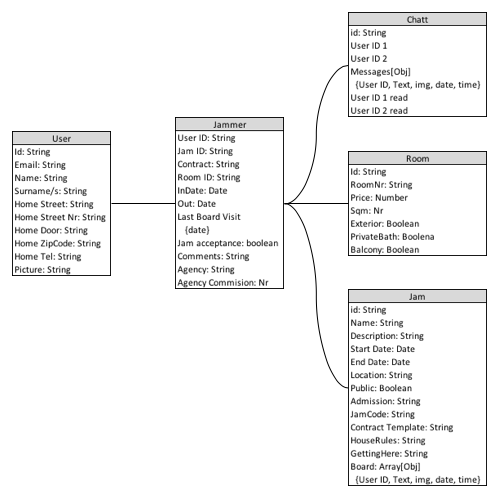 User
Id: String
Email: String
Name: String
Surname/s: String
Home Street: String
Home Street Nr: String
Home Door: String
Home ZipCode: String
Home Tel: String
Picture: String
Jammer
User ID: String
Jam ID: String
Contract: String
Room ID: String
InDate: Date
Out: Date
Last Board Visit
{date}
Jam acceptance: boolean
Comments: String
Agency: String
Agency Commision: Nr
Chatt
id: String
User ID 1
User ID 2
Messages[Obj]
{User ID, Text, img, date, time}
User ID 1 read
User ID 2 read
Room
Id: String
RoomNr: String
Price: Number
Sqm: Nr
Exterior: Boolean
PrivateBath: Boolena
Balcony: Boolean
Jam
id: String
Name: String
Description: String
Start Date: Date
End Date: Date
Location: String
Public: Boolean
Admission: String
JamCode: String
Contract Template: String
HouseRules: String
GettingHere: String
Board: Array[Obj]
{User ID, Text, img, date, time}